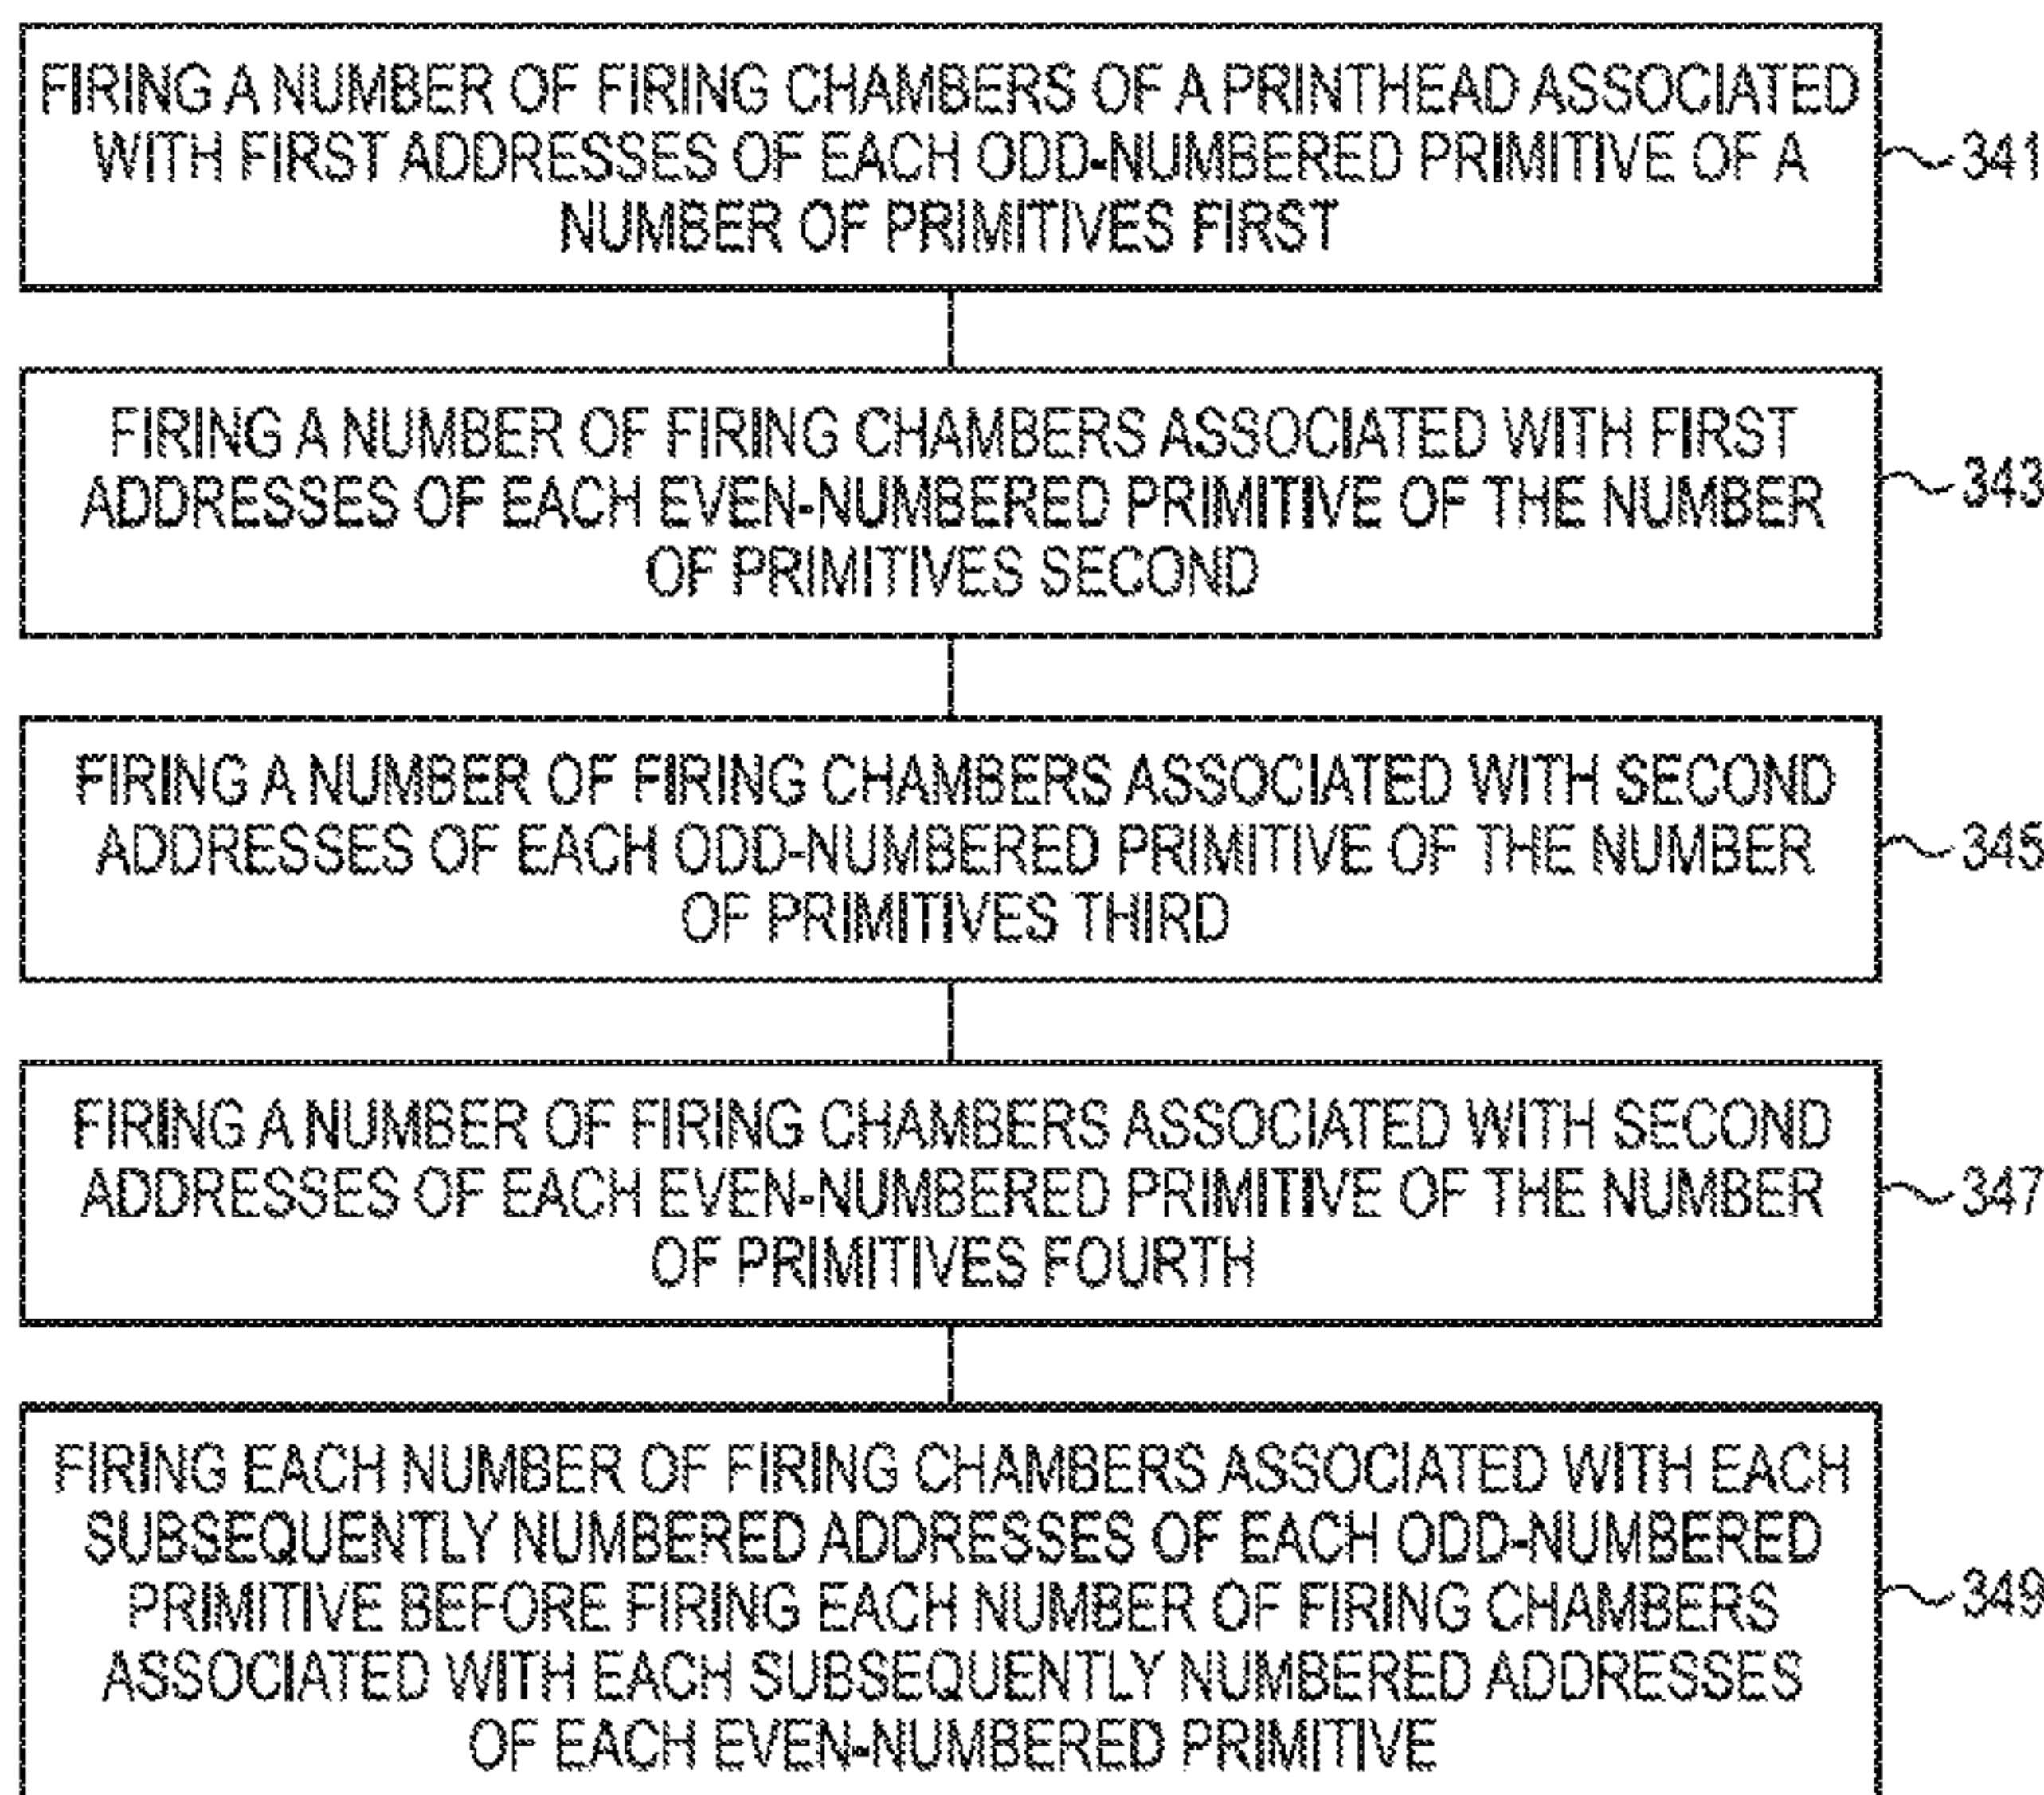 FIRING A NUMBER OF FIRING CHAMBERS OF A PRINTHEAD ASSOCIATED
WITH FIRST ADDRESSES OF EACH ODD-NUMBERED PRIMITIVE OF A
NUMBER OF PRIMITIVES FIRST
341
FIRING A NUMBER OF FIRING CHAMBERS ASSOCIATED WITH FIRST
ADDRESSES OF EACH EVEN-NUMBERED PRIMITIVE OF THE NUMBER
OF PRIMITIVES SECOND
343
FIRING A NUMBER OF FIRING CHAMBERS ASSOCIATED WITH SECOND
ADDRESSES OF EACH ODD-NUMBERED PRIMITIVE OF THE NUMBER
OF PRIMITIVES THIRD
345
FIRING A NUMBER OF FIRING CHAMBERS ASSOCIATED WITH SECOND
ADDRESSES OF EACH EVEN-NUMBERED PRIMITIVE OF THE NUMBER
OF PRIMITIVES FOURTH
347
FIRING EACH NUMBER OF FIRING CHAMBERS ASSOCIATED WITH EACH
SUBSEQUENTLY NUMBERED ADDRESSES OF EACH ODD-NUMBERED
PRIMITIVE BEFORE FIRING EACH NUMBER OF FIRING CHAMBERS
ASSOCIATED WITH EACH SUBSEQUENTLY NUMBERED ADDRESSES
OF EACH EVEN-NUMBERED PRIMITIVE
349